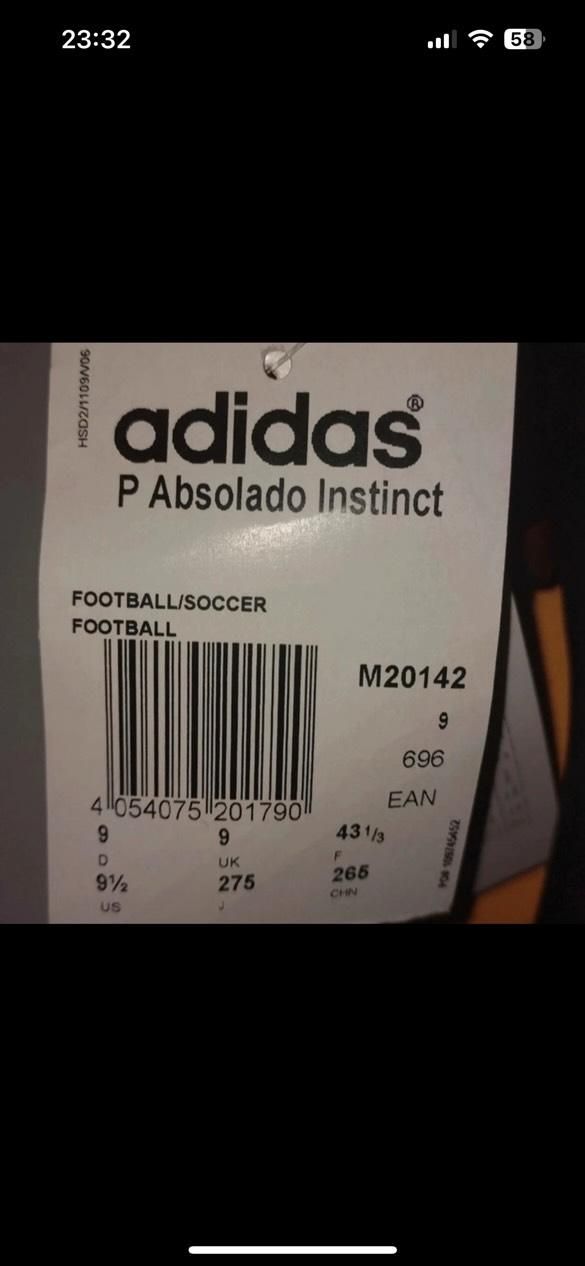 23:32
58
HSD2/1109/V/06
adidas®
P Absolado Instinct
FOOTBALL/SOCCER
FOOTBALL
M20142
9
696
EAN
4 054075 201790
9 9 43 1/3
D UK F
9½ 275 265
US J CHN